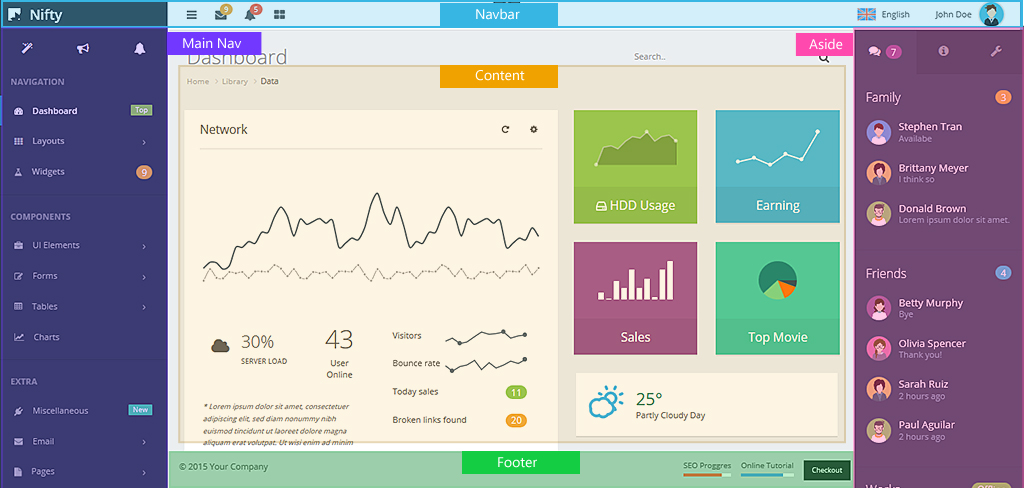 Nifty
9
5
Navbar
English
John Doe
Main Nav
Aside
7
Dashboard
Search..
Content
Home
Library
Data
NAVIGATION
Dashboard
Top
Layouts
Widgets
9
COMPONENTS
UI Elements
Forms
Tables
Charts
EXTRA
Miscellaneous
New
Email
Pages
Network
30%
SERVER LOAD
43
User
Online
Visitors
Bounce rate
Today sales
11
Broken links found
20
* Lorem ipsum dolor sit amet, consectetuer
adipiscing elit, sed diam nonummy nibh
euismod tincidunt ut laoreet dolore magna
aliquam erat volutpat. Ut wisi enim ad minim
HDD Usage
Earning
Sales
Top Movie
25°
Partly Cloudy Day
Family
3
Stephen Tran
Availabe
Brittany Meyer
I think so
Donald Brown
Lorem ipsum dolor sit amet.
Friends
4
Betty Murphy
Bye
Olivia Spencer
Thank you!
Sarah Ruiz
2 hours ago
Paul Aguilar
2 hours ago
Footer
© 2015 Your Company
SEO Proggres
Online Tutorial
Checkout